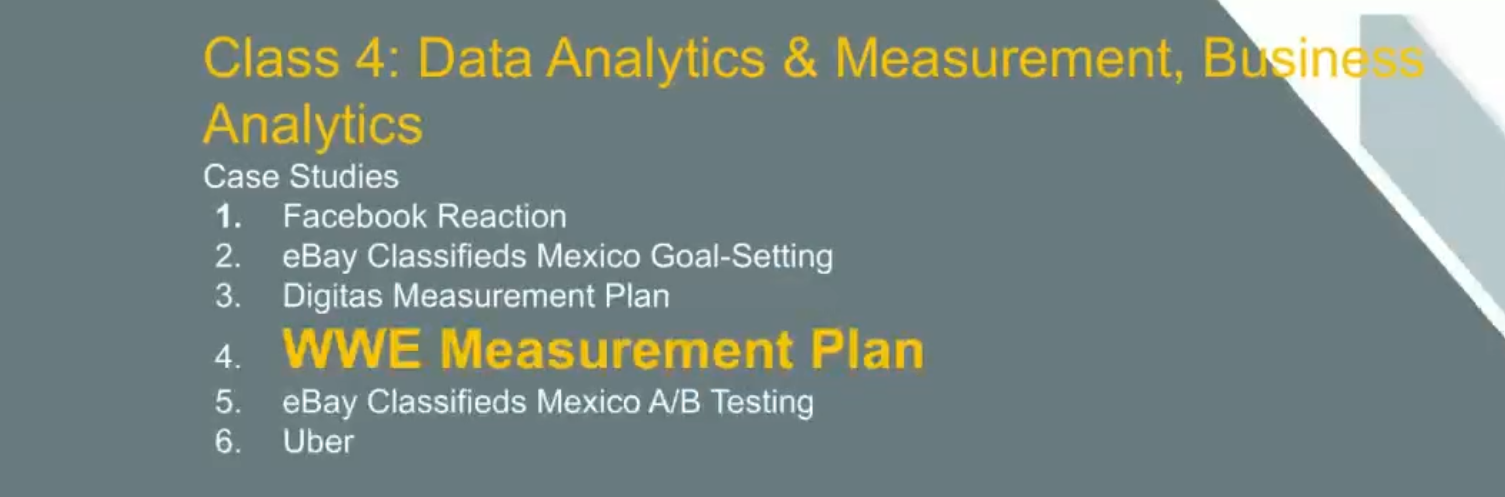 Class 4: Data Analytics & Measurement, Business
Analytics
Case Studies
1. Facebook Reaction
2. eBay Classifieds Mexico Goal-Setting
3. Digitas Measurement Plan
4. WWE Measurement Plan
5. eBay Classifieds Mexico A/B Testing
6. Uber